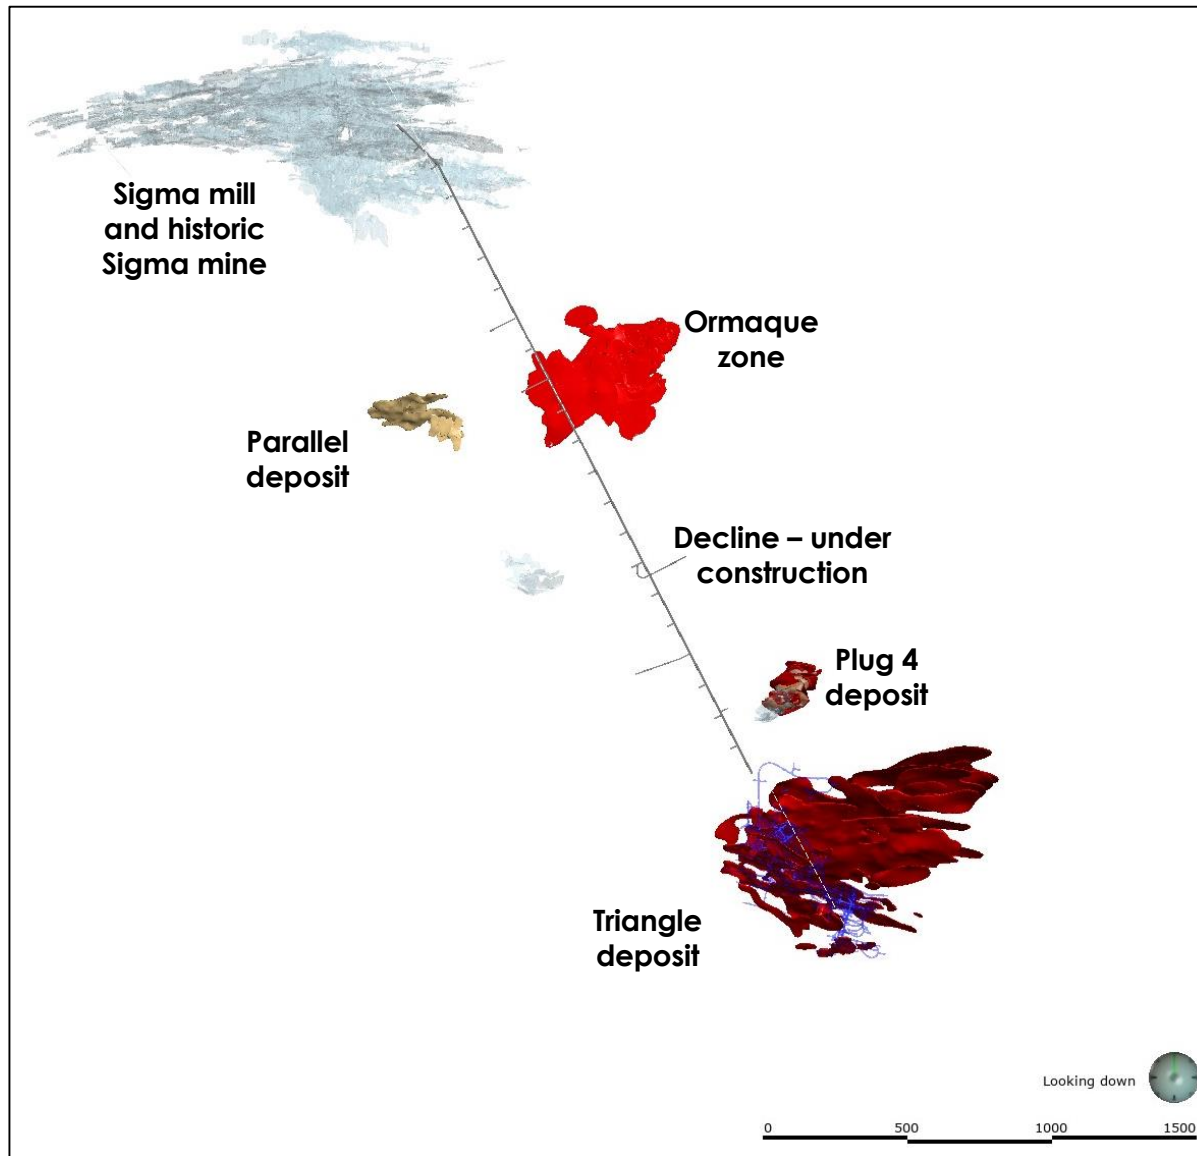 Sigma mill
and historic
Sigma mine
Ormaque
zone
Parallel
deposit
Decline – under
construction
Plug 4
deposit
Triangle
deposit
Looking down
0 500 1000 1500